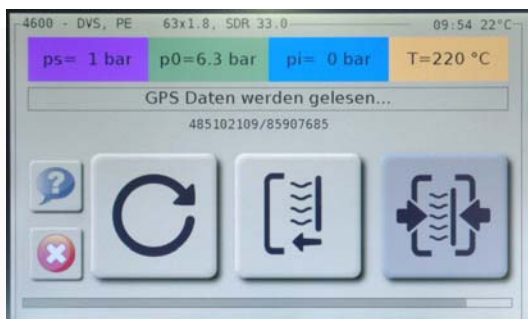 4600 - DVS, PE 63x1.8, SDR 33.0 09:54 22°C
ps= 1 bar p0=6.3 bar pi= 0 bar T=220 °C
GPS Daten werden gelesen...
485102109/85907685
?